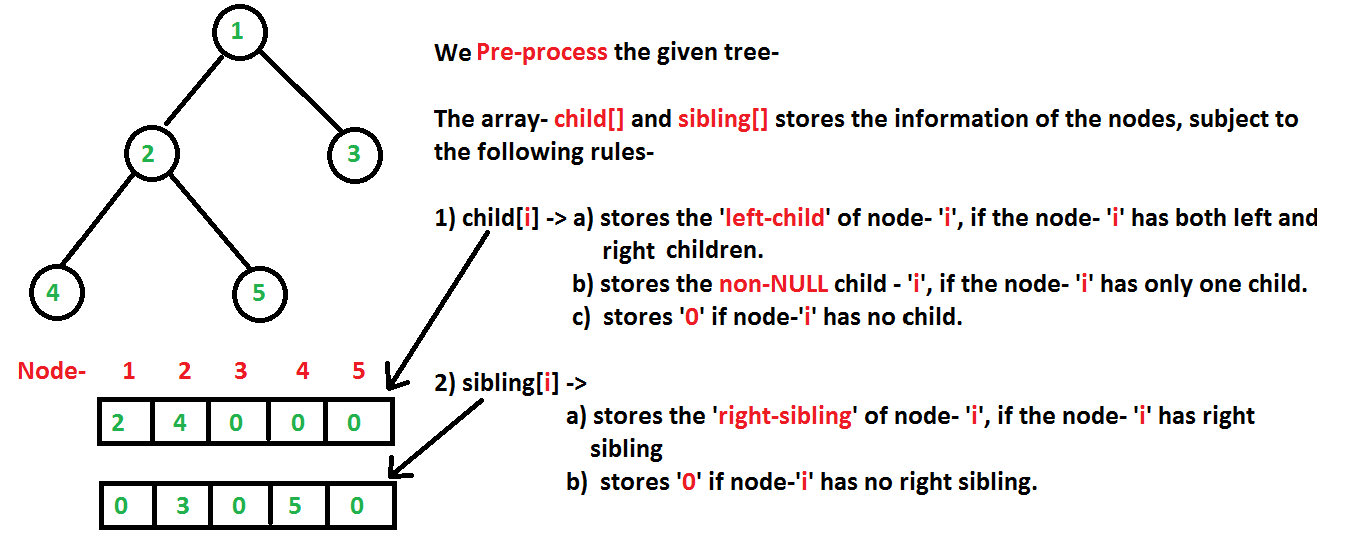 1
2
3
4
5
We Pre-process the given tree-
The array- child[] and sibling[] stores the information of the nodes, subject to
the following rules-
1) child[i] -> a) stores the 'left-child' of node- 'i', if the node- 'i' has both left and
right children.
b) stores the non-NULL child - 'i', if the node- 'i' has only one child.
c) stores '0' if node-'i' has no child.
2) sibling[i] ->
a) stores the 'right-sibling' of node- 'i', if the node- 'i' has right
sibling
b) stores '0' if node-'i' has no right sibling.
Node- 1 2 3 4 5
2 4 0 0 0
0 3 0 5 0